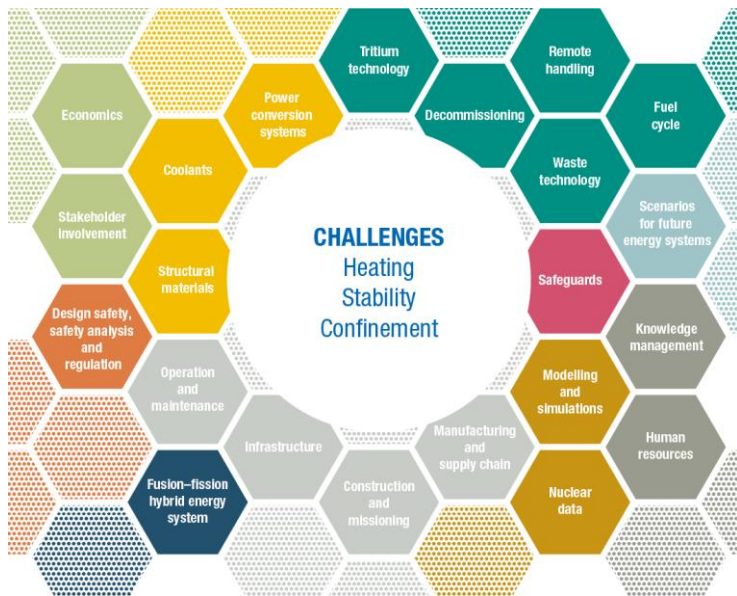 Tritium
technology
Remote
handling
Economics
Power
conversion
systems
Decommissioning
Fuel
cycle
Coolants
Waste
technology
Stakeholder
involvement
Scenarios
for future
energy systems
CHALLENGES
Heating
Stability
Confinement
Structural
materials
Safeguards
Design safety,
safety analysis
and
regulation
Knowledge
management
Operation
and
maintenance
Modelling
and
simulations
Infrastructure
Manufacturing
and
supply chain
Human
resources
Fusion–fission
hybrid energy
system
Construction
and
missioning
Nuclear
data